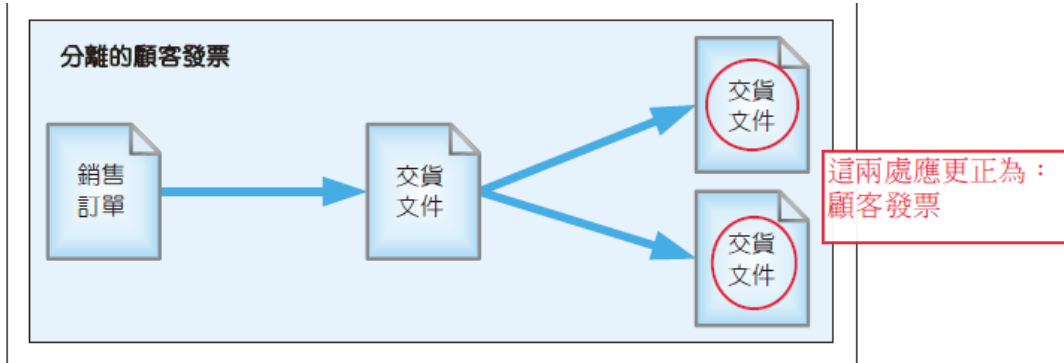 分離的顧客發票
銷售
訂單
交貨
文件
交貨
文件
交貨
文件
這兩處應更正為：
顧客發票